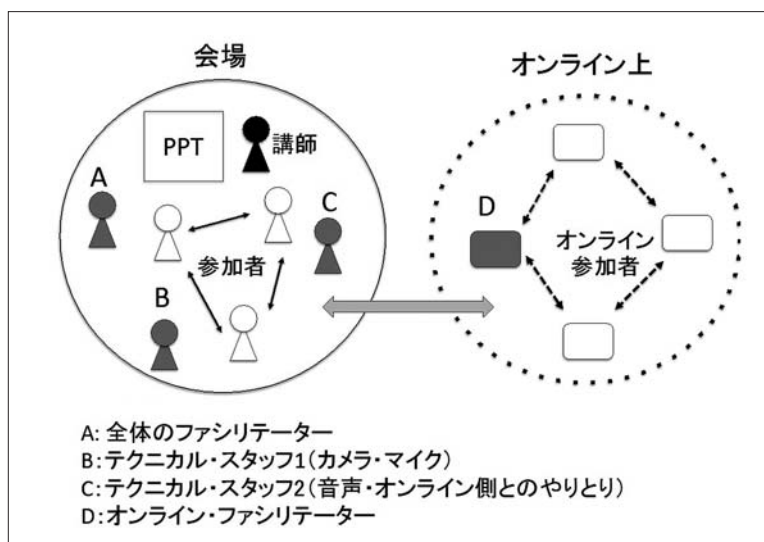 会場
オンライン上
PPT
講師
A
C
参加者
B
D
オンライン
参加者
A: 全体のファシリテーター
B:テクニカル・スタッフ1(カメラ・マイク)
C:テクニカル・スタッフ2(音声・オンライン側とのやりとり)
D:オンライン・ファシリテーター